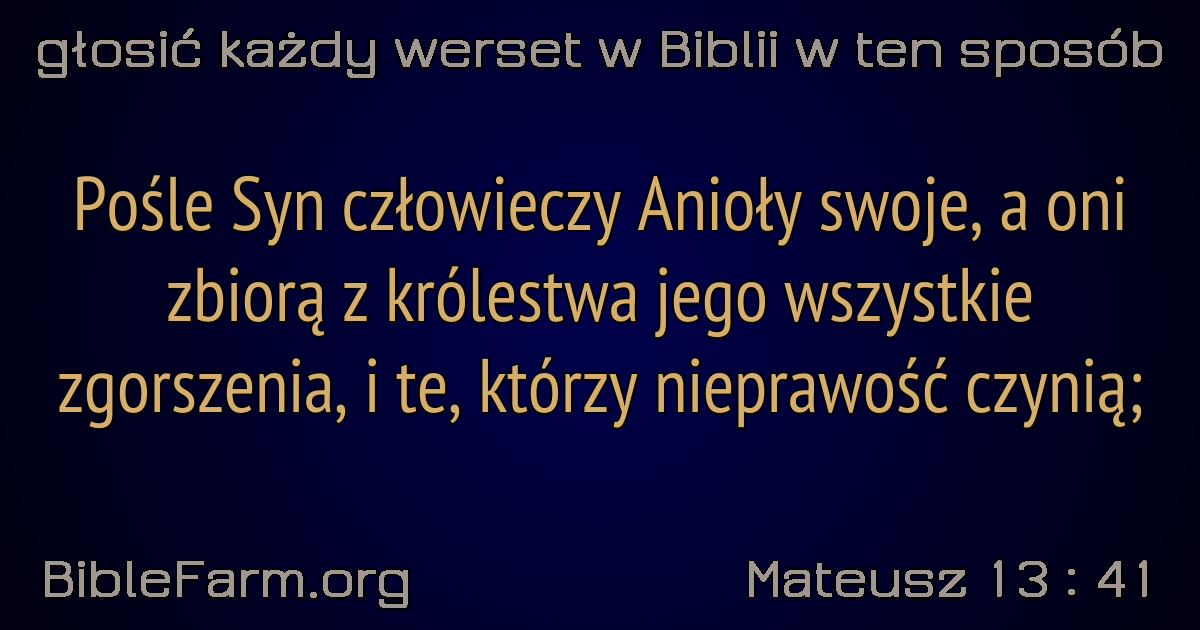 głosić każdy werset w Biblii w ten sposób
Pośle Syn człowieczy Anioły swoje, a oni
zbiorą z królestwa jego wszystkie
zgorszenia, i te, którzy nieprawość czynią;
BibleFarm.org
Mateusz 13 : 41